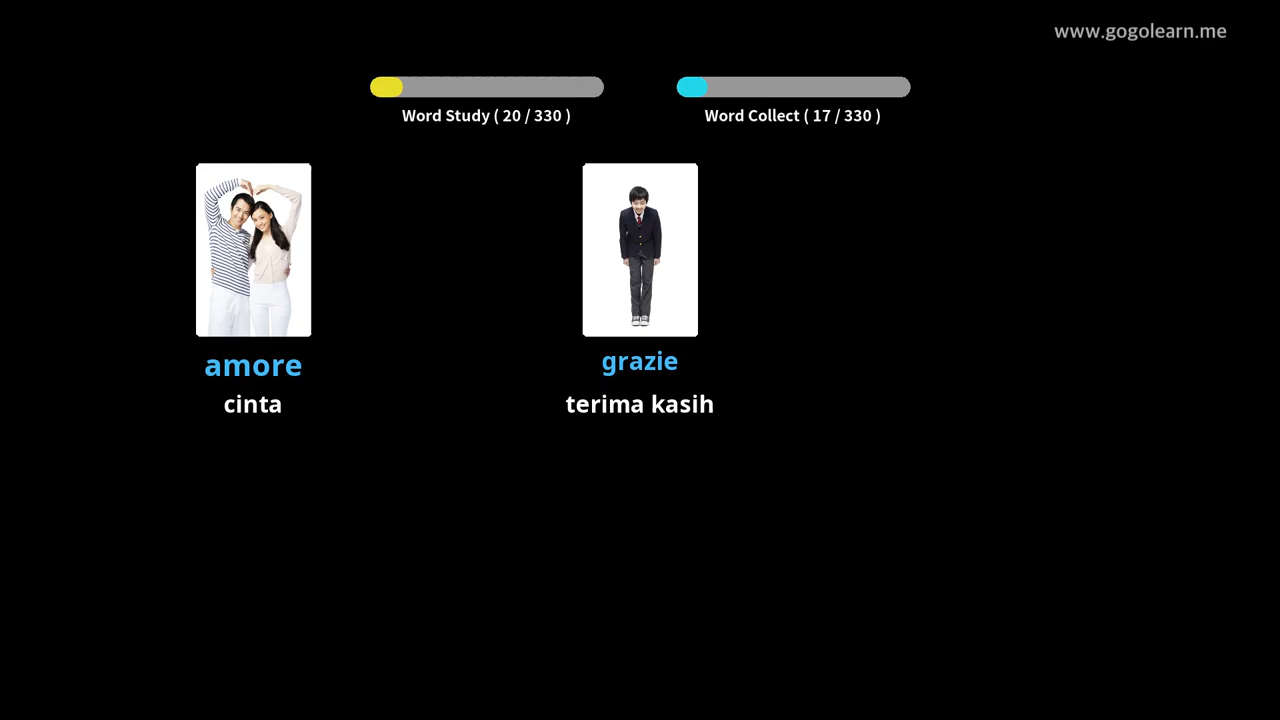 www.gogolearn.me
Word Study ( 20 / 330 )
Word Collect ( 17 / 330 )
amore
cinta
grazie
terima kasih